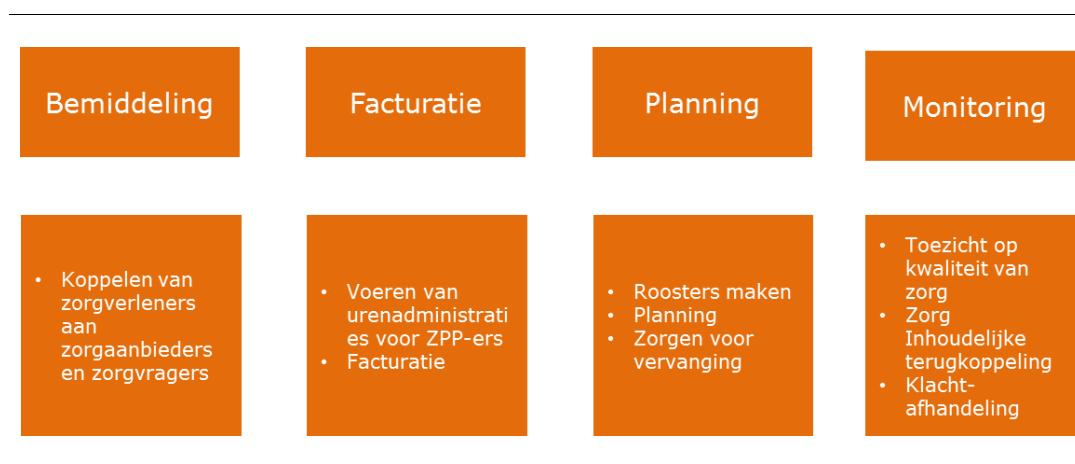 Bemiddeling
Facturatie
Planning
Monitoring
• Koppelen van
zorgverleners
aan
zorgaanbieders
en zorgvragers
• Voeren van
urenadministrati
es voor ZPP-ers
• Facturatie
• Roosters maken
• Planning
• Zorgen voor
vervanging
• Toezicht op
kwaliteit van
zorg
• Zorg
Inhoudelijke
terugkoppeling
• Klacht-
afhandeling